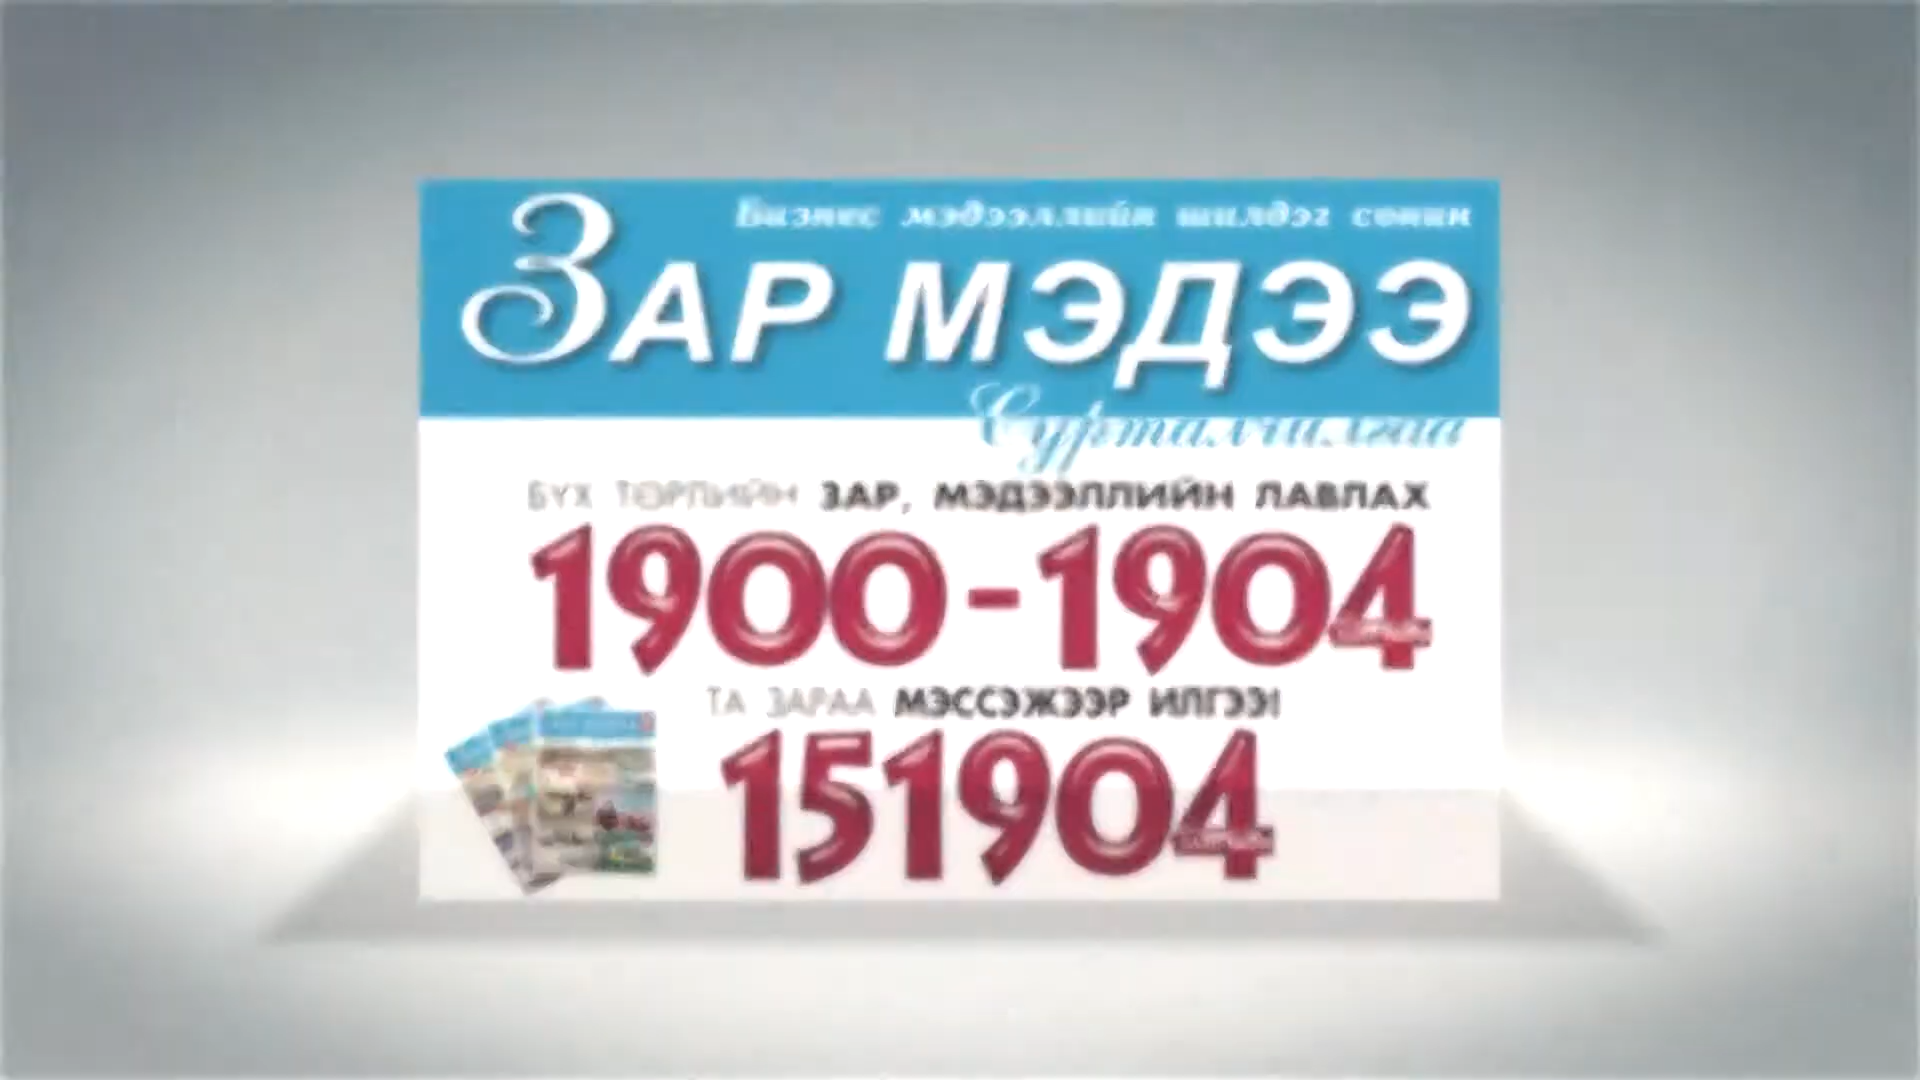 Бизнес мэдээллийн шилдэг сонин
ЗАР МЭДЭЭ
Сурталчилгаа
БҮХ ТӨРЛИЙН ЗАР, МЭДЭЭЛЛИЙН ЛАВЛАХ
1900-1904
ТА ЗАРАА МЭССЭЖЭЭР ИЛГЭЭ!
151904